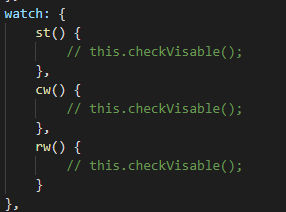 watch: {
    st() {
        // this.checkVisable();
    },
    cw() {
        // this.checkVisable();
    },
    rw() {
        // this.checkVisable();
    }
},